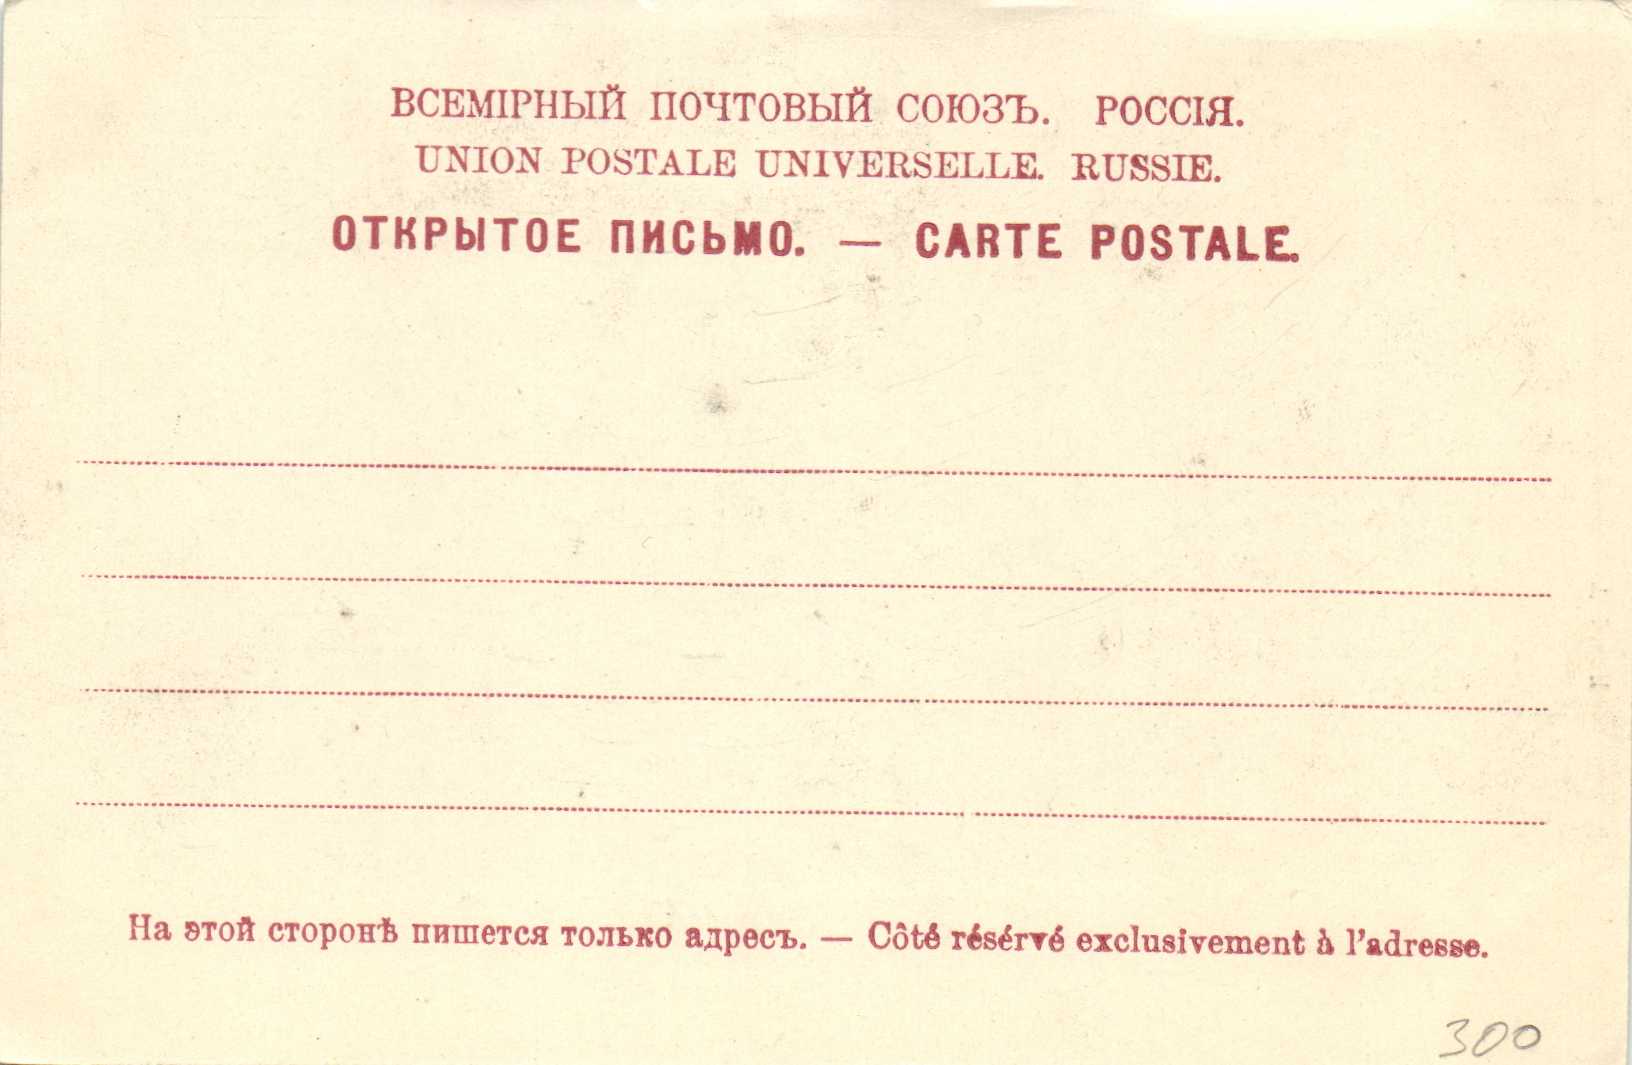 ВСЕМІРНЫЙ ПОЧТОВЫЙ СОЮЗЪ. РОССІЯ.
UNION POSTALE UNIVERSELLE. RUSSIE.
ОТКРЫТОЕ ПИСЬМО. — CARTE POSTALE.
На этой сторонѣ пишется только адресъ. — Côté résérvé exclusivement à l'adresse.
300